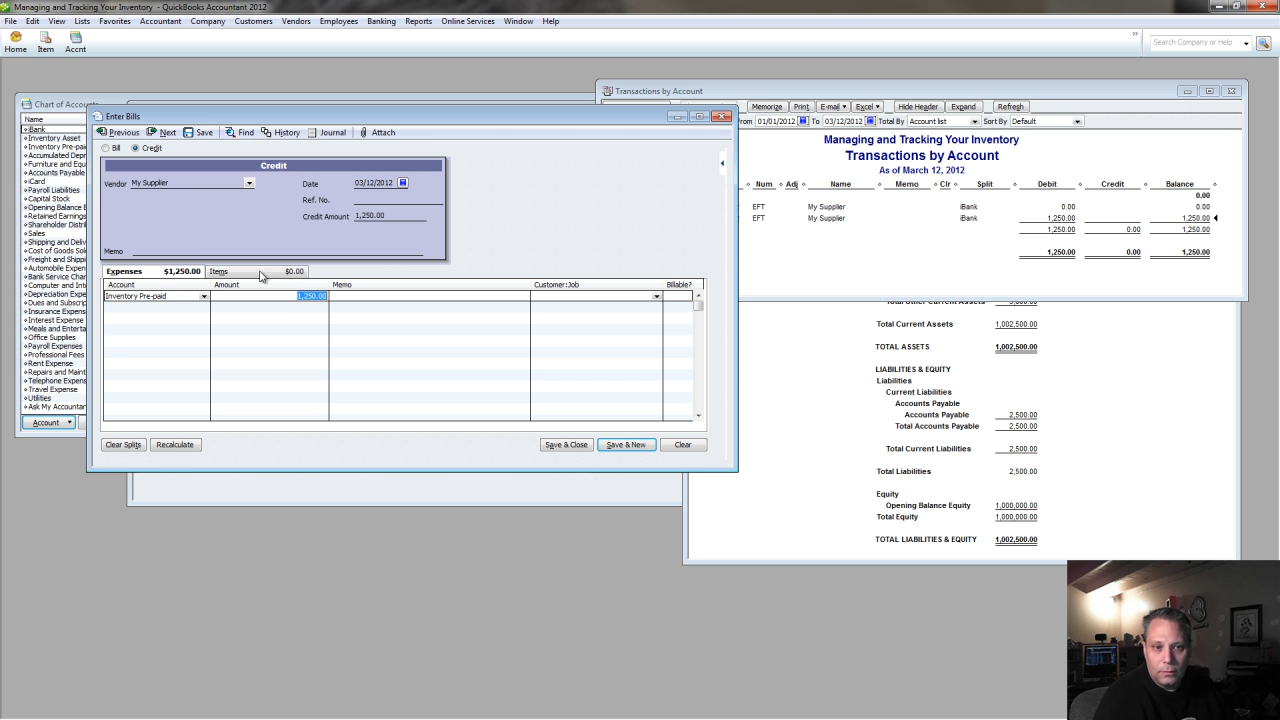 Managing and Tracking Your Inventory - QuickBooks Accountant 2012
File Edit View Lists Favorites Accountant Company Customers Vendors Employees Banking Reports Online Services Window Help
Home Item Accnt
Search Company or Help
Chart of Accounts
Name
iBank
Inventory Asset
Inventory Pre-paid
Accumulated Depr
Furniture and Equ
Accounts Payable
iCard
Payroll Liabilities
Capital Stock
Opening Balance E
Retained Earnings
Shareholder Distri
Sales
Shipping and Deliv
Cost of Goods Sol
Freight and Shippi
Automobile Expen
Bank Service Char
Computer and Int
Depreciation Expe
Dues and Subscrip
Insurance Expens
Interest Expense
Meals and Enterta
Office Supplies
Payroll Expenses
Professional Fees
Rent Expense
Repairs and Maint
Telephone Expens
Travel Expense
Utilities
Ask My Accountan
Account
Enter Bills
Previous Next Save Find History Journal Attach
Bill Credit
Credit
Vendor My Supplier
Date 03/12/2012
Ref. No.
Credit Amount 1,250.00
Memo
Expenses $1,250.00 Items $0.00
Account Amount Memo Customer:Job Billable?
Inventory Pre-paid 1,250.00
Clear Splits Recalculate Save & Close Save & New Clear
Transactions by Account
Memorize Print E-mail Excel Hide Header Expand Refresh
From 01/01/2012 To 03/12/2012 Total By Account list Sort By Default
Managing and Tracking Your Inventory
Transactions by Account
As of March 12, 2012
Num Adj Name Memo Clr Split Debit Credit Balance
0.00
EFT My Supplier iBank 0.00 0.00
EFT My Supplier iBank 1,250.00 1,250.00
1,250.00 0.00 1,250.00
1,250.00 0.00 1,250.00
Total Current Assets 1,002,500.00
TOTAL ASSETS 1,002,500.00
LIABILITIES & EQUITY
Liabilities
Current Liabilities
Accounts Payable
Accounts Payable 2,500.00
Total Accounts Payable 2,500.00
Total Current Liabilities 2,500.00
Total Liabilities 2,500.00
Equity
Opening Balance Equity 1,000,000.00
Total Equity 1,000,000.00
TOTAL LIABILITIES & EQUITY 1,002,500.00